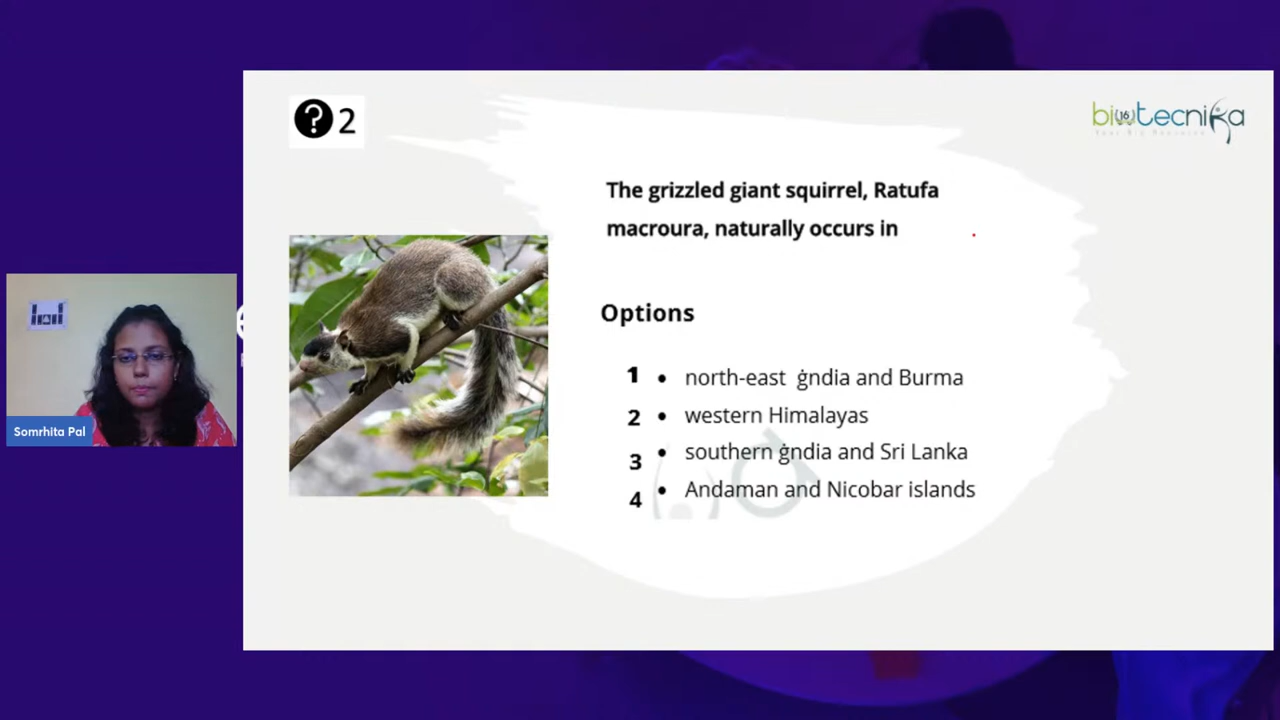 ? 2
biotecnika
The grizzled giant squirrel, Ratufa
macroura, naturally occurs in
Options
1 • north-east ġndia and Burma
2 • western Himalayas
3 • southern ġndia and Sri Lanka
4 • Andaman and Nicobar islands
Somrhita Pal